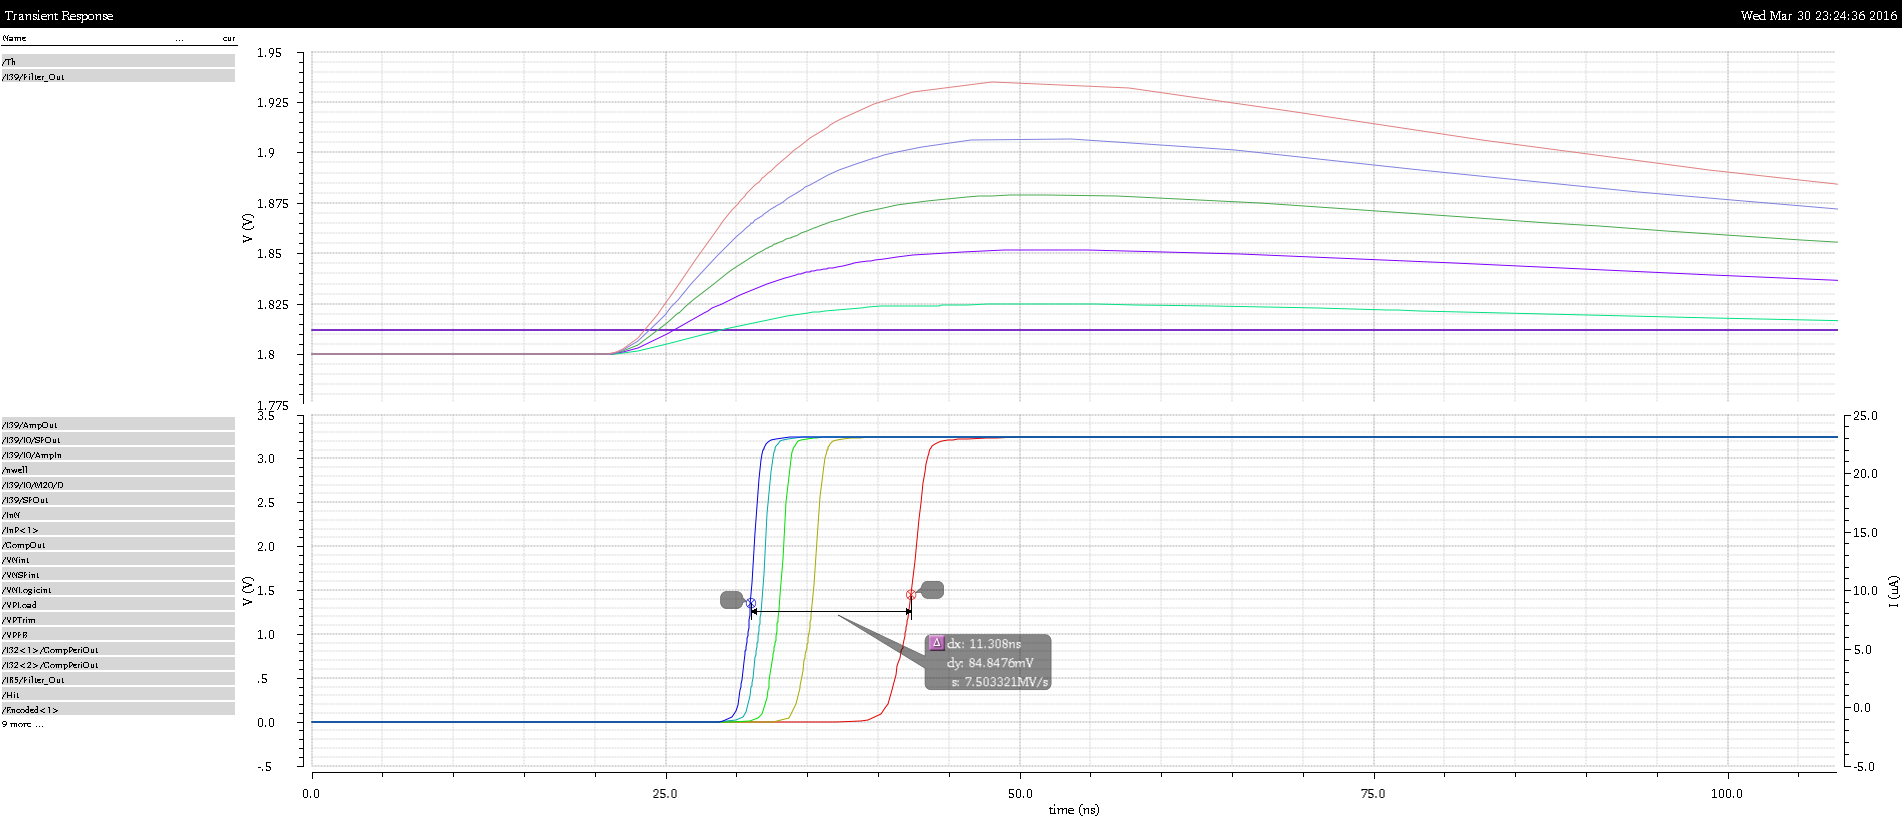 Transient Response
Wed Mar 30 23:24:36 2016
Name ... cur
/Th
/I39/Filter_Out
1.95
1.925
1.9
1.875
1.85
1.825
1.8
1.775
V (V)
/I39/AmpOut
/I39/I0/SFOut
/I39/I0/AmpIn
/nwell
/I39/I0/M20/D
/I39/SFOut
/InN
/InP<1>
/CompOut
/VNint
/VNSFint
/VNLogicint
/VPLoad
/VPTrim
/VPFB
/I32<1>/CompPeriOut
/I32<2>/CompPeriOut
/I85/Filter_Out
/Hit
/Encoded<1>
9 more ...
3.5
3.0
2.5
2.0
1.5
1.0
.5
0.0
-.5
V (V)
dx: 11.308ns
dy: 84.8476mV
s: 7.503321MV/s
25.0
20.0
15.0
10.0
5.0
0.0
-5.0
I (nA)
0.0 25.0 50.0 75.0 100.0
time (ns)